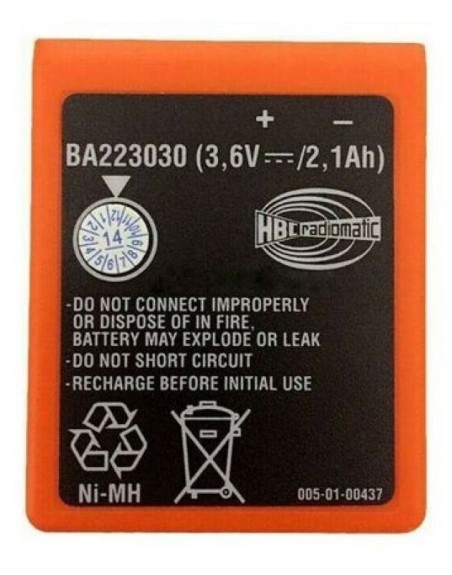 + −
BA223030 (3,6V⎓/2,1Ah)
14
HBC radiomatic
-DO NOT CONNECT IMPROPERLY
OR DISPOSE OF IN FIRE,
BATTERY MAY EXPLODE OR LEAK
-DO NOT SHORT CIRCUIT
-RECHARGE BEFORE INITIAL USE
Ni-MH
005-01-00437